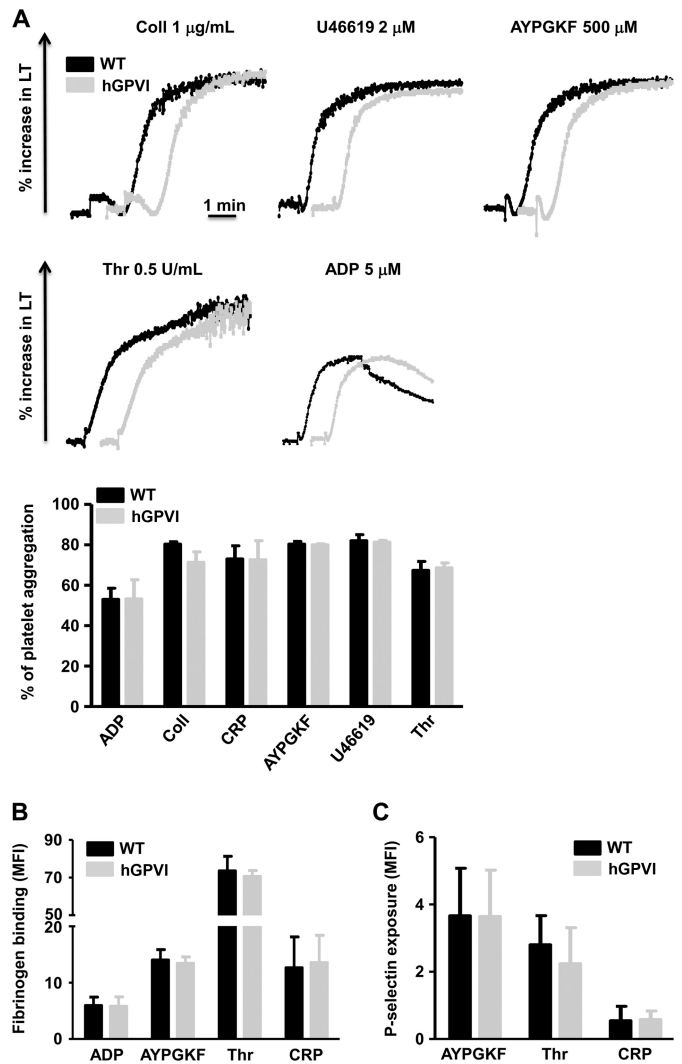 A
Coll 1 μg/mL
U46619 2 μM
AYPGKF 500 μM
WT
hGPVI
% increase in LT
1 min
Thr 0.5 U/mL
ADP 5 μM
% increase in LT
WT
hGPVI
% of platelet aggregation
100
80
60
40
20
0
ADP
Coll
CRP
AYPGKF
U46619
Thr
B
Fibrinogen binding (MFI)
90
70
50
20
10
0
WT
hGPVI
ADP
AYPGKF
Thr
CRP
C
P-selectin exposure (MFI)
6
4
2
0
WT
hGPVI
AYPGKF
Thr
CRP